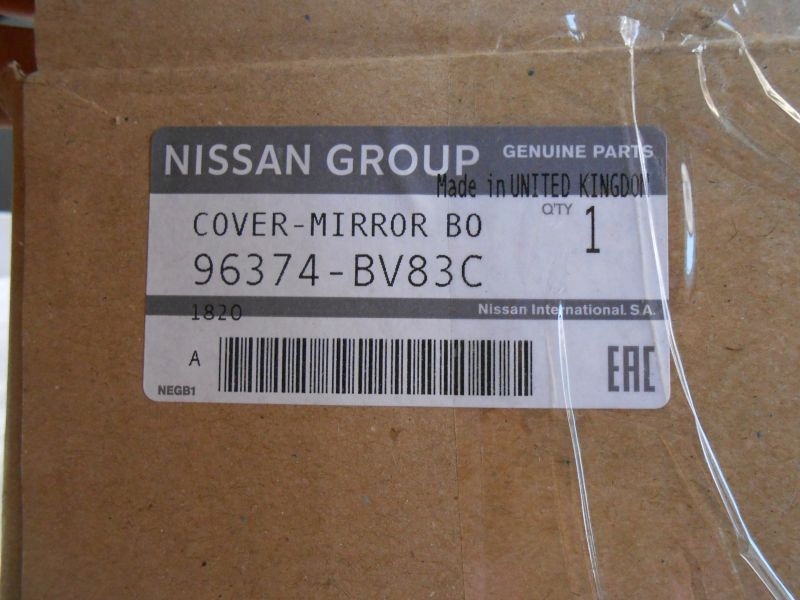 NISSAN GROUP GENUINE PARTS
Made in UNITED KINGDOM
COVER-MIRROR BO Q'TY 1
96374-BV83C
1820 Nissan International. S.A.
A
EAC
NEGB1